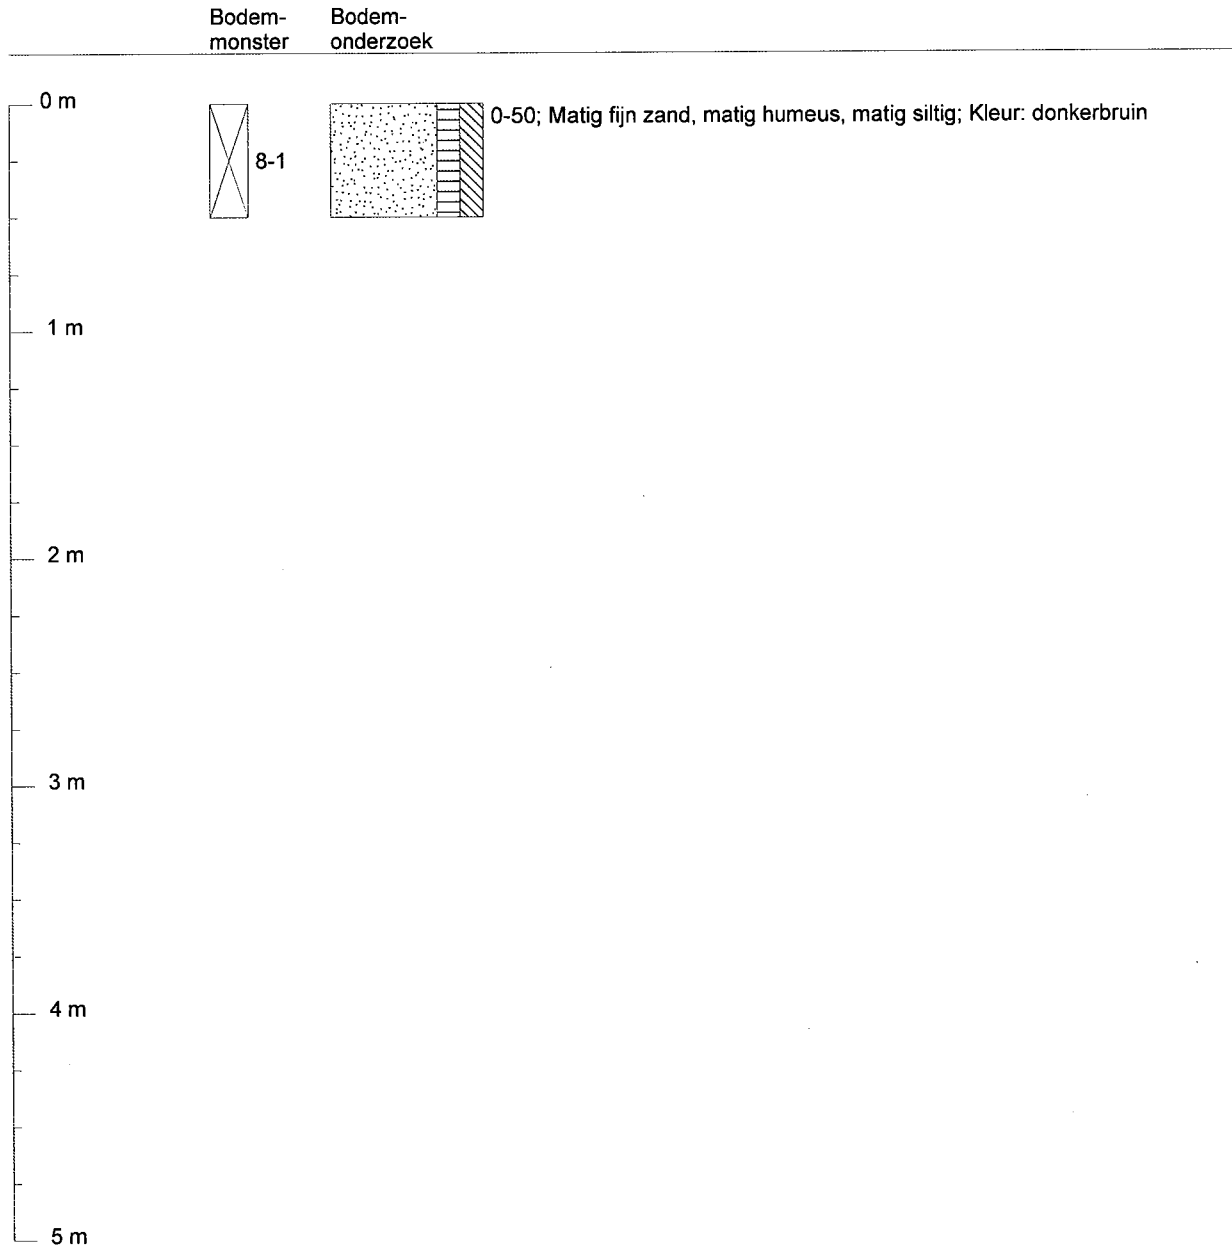 Bodem-
monster
Bodem-
onderzoek
0 m
0-50; Matig fijn zand, matig humeus, matig siltig; Kleur: donkerbruin
8-1
1 m
2 m
3 m
4 m
5 m